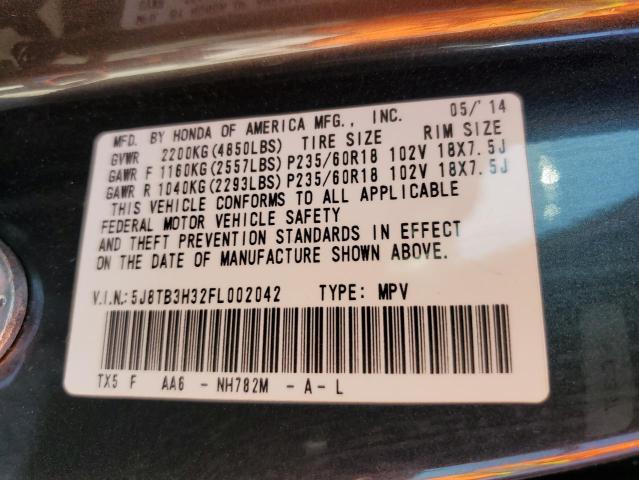 MFD. BY HONDA OF AMERICA MFG., INC. 05/'14
GVWR 2200KG(4850LBS) TIRE SIZE RIM SIZE
GAWR F 1160KG(2557LBS) P235/60R18 102V 18X7.5J
GAWR R 1040KG(2293LBS) P235/60R18 102V 18X7.5J
THIS VEHICLE CONFORMS TO ALL APPLICABLE
FEDERAL MOTOR VEHICLE SAFETY
AND THEFT PREVENTION STANDARDS IN EFFECT
ON THE DATE OF MANUFACTURE SHOWN ABOVE.
V.I.N.:5J8TB3H32FL002042 TYPE: MPV
TX5 F AA6 - NH782M - A - L